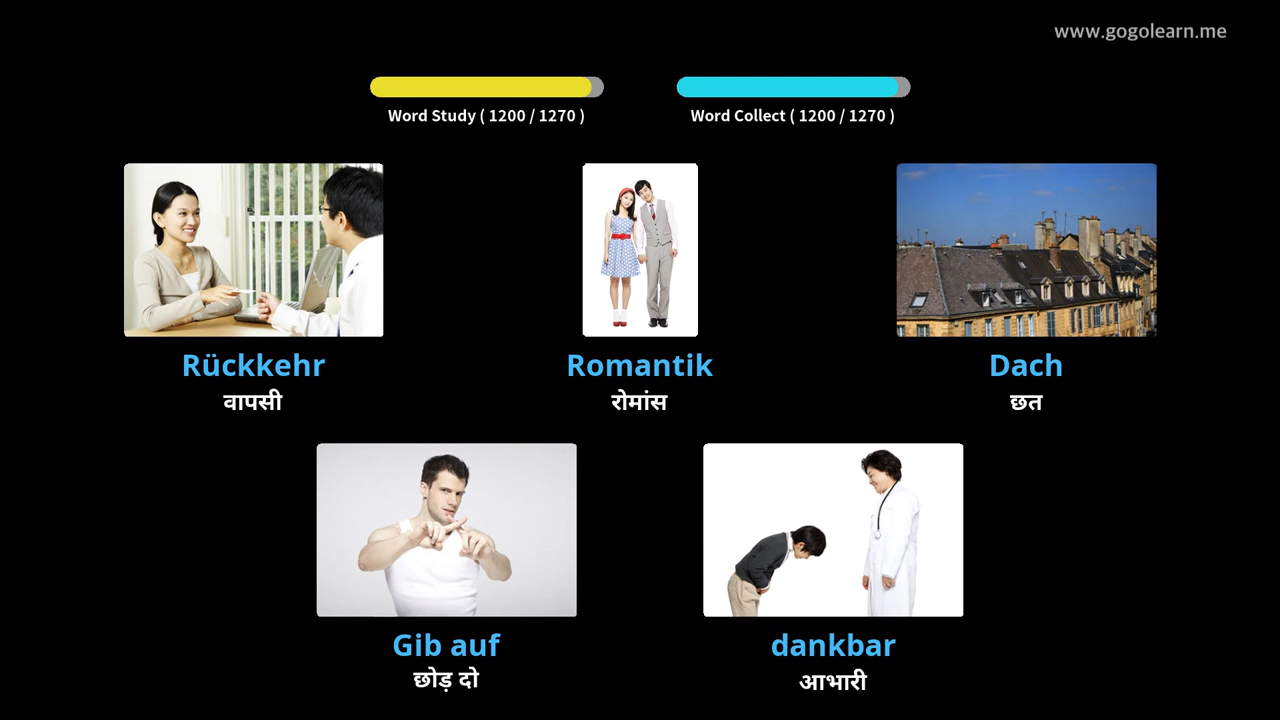 www.gogolearn.me
Word Study ( 1200 / 1270 )
Word Collect ( 1200 / 1270 )
Rückkehr
वापसी
Romantik
रोमांस
Dach
छत
Gib auf
छोड़ दो
dankbar
आभारी